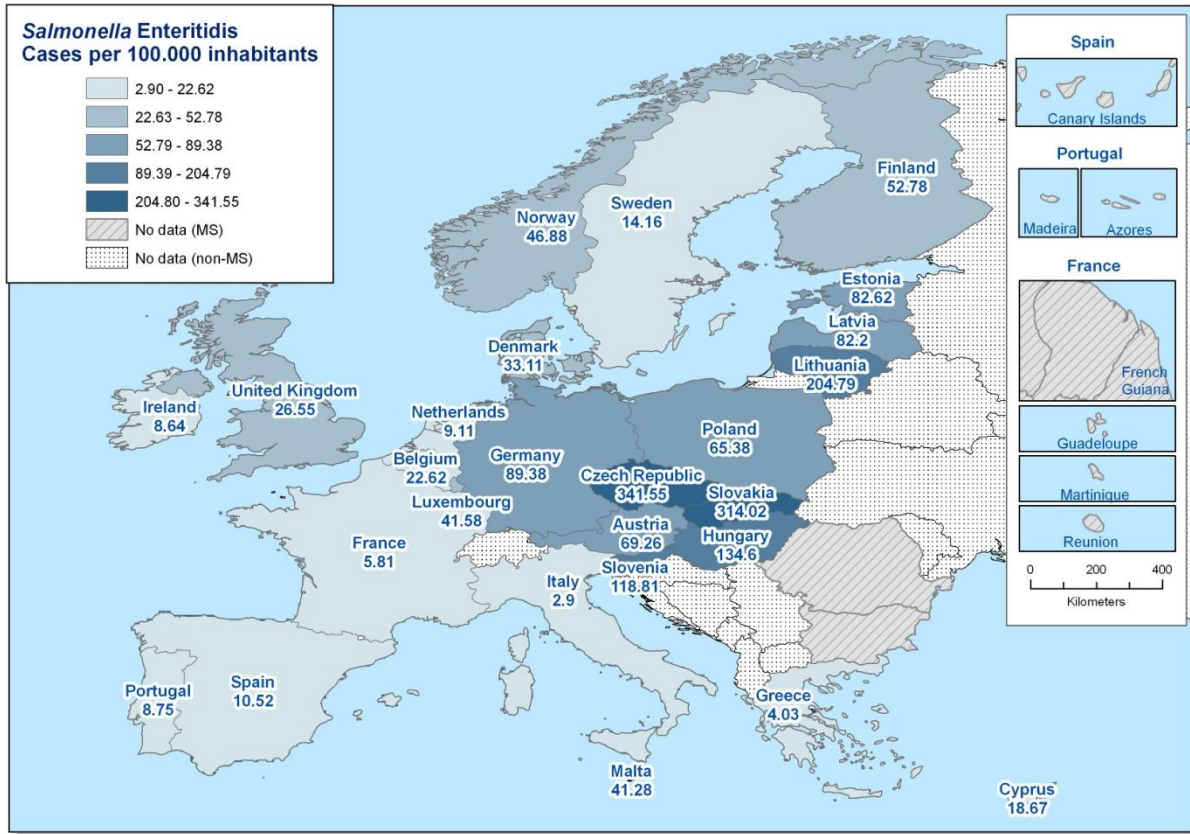 Salmonella Enteritidis
Cases per 100.000 inhabitants
2.90 - 22.62
22.63 - 52.78
52.79 - 89.38
89.39 - 204.79
204.80 - 341.55
No data (MS)
No data (non-MS)
Finland
52.78
Sweden
14.16
Norway
46.88
Estonia
82.62
Latvia
82.2
Lithuania
204.79
Denmark
33.11
United Kingdom
26.55
Ireland
8.64
Netherlands
9.11
Belgium
22.62
Luxembourg
41.58
Germany
89.38
Poland
65.38
Czech Republic
341.55
Slovakia
314.02
Austria
69.26
Hungary
134.6
Slovenia
118.81
France
5.81
Italy
2.9
Portugal
8.75
Spain
10.52
Greece
4.03
Malta
41.28
Cyprus
18.67
Spain
Canary Islands
Portugal
Madeira
Azores
France
French
Guiana
Guadeloupe
Martinique
Reunion
0 200 400
Kilometers